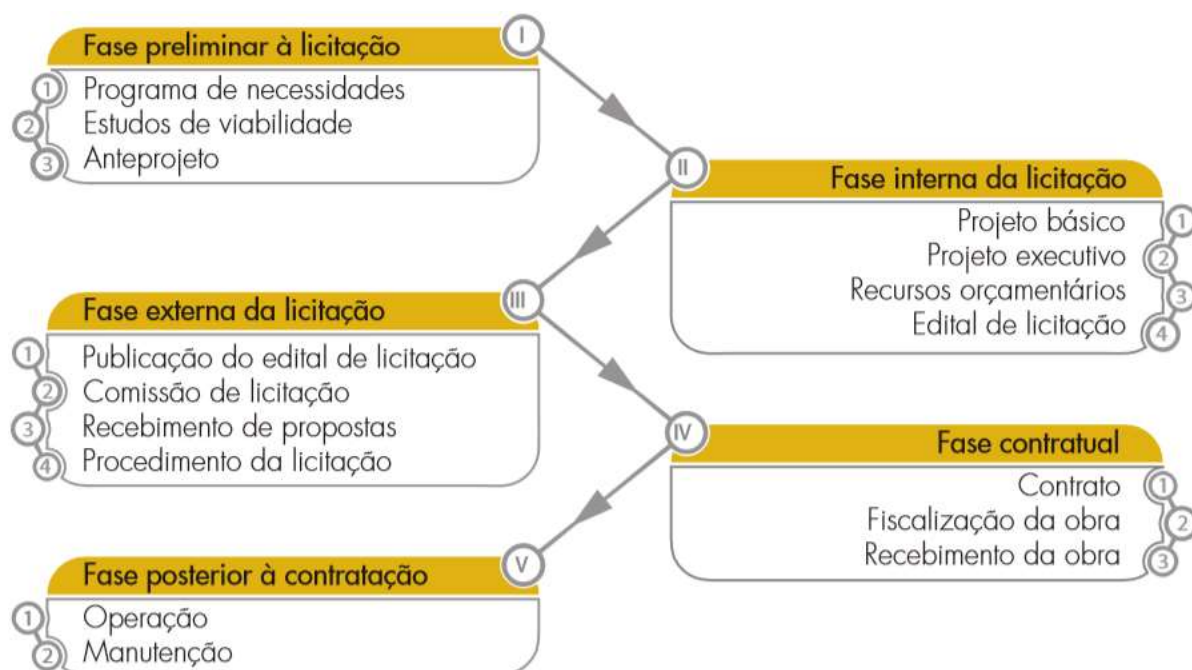 I
Fase preliminar à licitação
1 Programa de necessidades
2 Estudos de viabilidade
3 Anteprojeto
II
Fase interna da licitação
Projeto básico 1
Projeto executivo 2
Recursos orçamentários 3
Edital de licitação 4
III
Fase externa da licitação
1 Publicação do edital de licitação
2 Comissão de licitação
3 Recebimento de propostas
4 Procedimento da licitação
IV
Fase contratual
Contrato 1
Fiscalização da obra 2
Recebimento da obra 3
V
Fase posterior à contratação
1 Operação
2 Manutenção